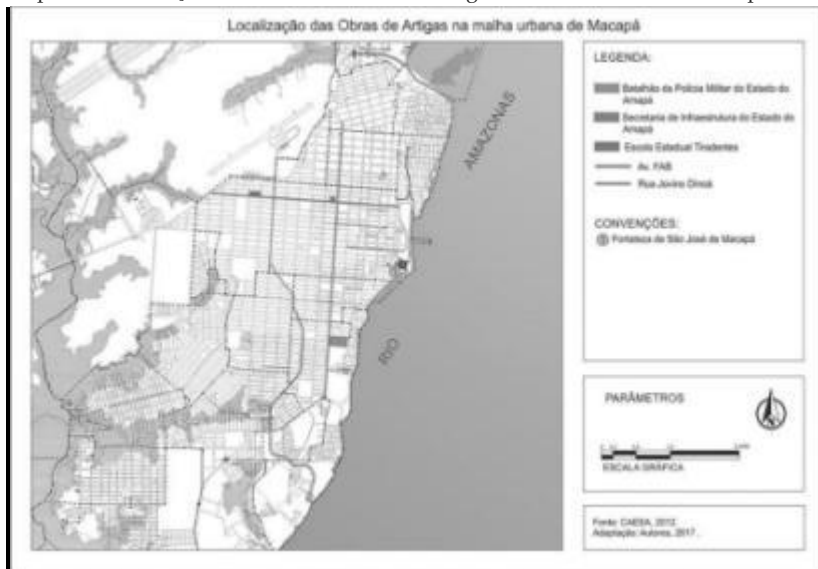 Localização das Obras de Artigas na malha urbana de Macapá
LEGENDA:
Batalhão da Polícia Militar do Estado do
Amapá
Secretaria de Infraestrutura do Estado do
Amapá
Escola Estadual Tiradentes
Av. FAB
Rua Jovino Dinoá
CONVENÇÕES:
Fortaleza de São José de Macapá
AMAZONAS
RIO
PARÂMETROS
ESCALA GRÁFICA
Fonte: CAESA, 2012.
Adaptação: Autores, 2017.